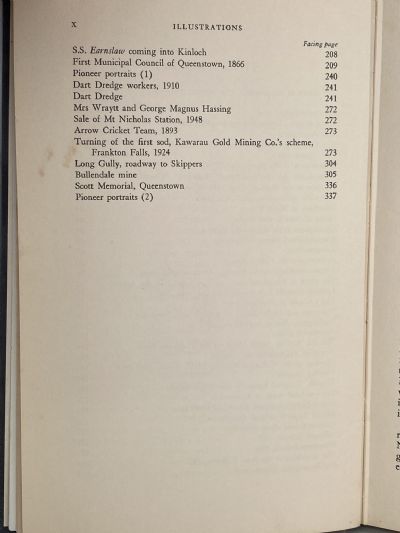 X
ILLUSTRATIONS
Facing page
S.S. Earnslaw coming into Kinloch 208
First Municipal Council of Queenstown, 1866 209
Pioneer portraits (1) 240
Dart Dredge workers, 1910 241
Dart Dredge 241
Mrs Wraytt and George Magnus Hassing 272
Sale of Mt Nicholas Station, 1948 272
Arrow Cricket Team, 1893 273
Turning of the first sod, Kawarau Gold Mining Co.'s scheme,
Frankton Falls, 1924 273
Long Gully, roadway to Skippers 304
Bullendale mine 305
Scott Memorial, Queenstown 336
Pioneer portraits (2) 337